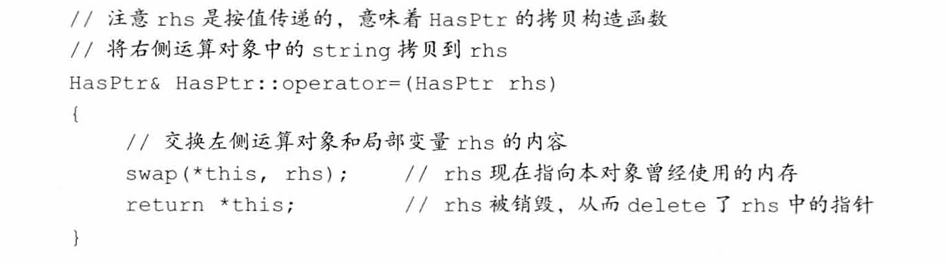 // 注意 rhs 是按值传递的，意味着 HasPtr 的拷贝构造函数
// 将右侧运算对象中的 string 拷贝到 rhs
HasPtr& HasPtr::operator=(HasPtr rhs)
{
    // 交换左侧运算对象和局部变量 rhs 的内容
    swap(*this, rhs);    // rhs 现在指向本对象曾经使用的内存
    return *this;        // rhs 被销毁，从而 delete 了 rhs 中的指针
}